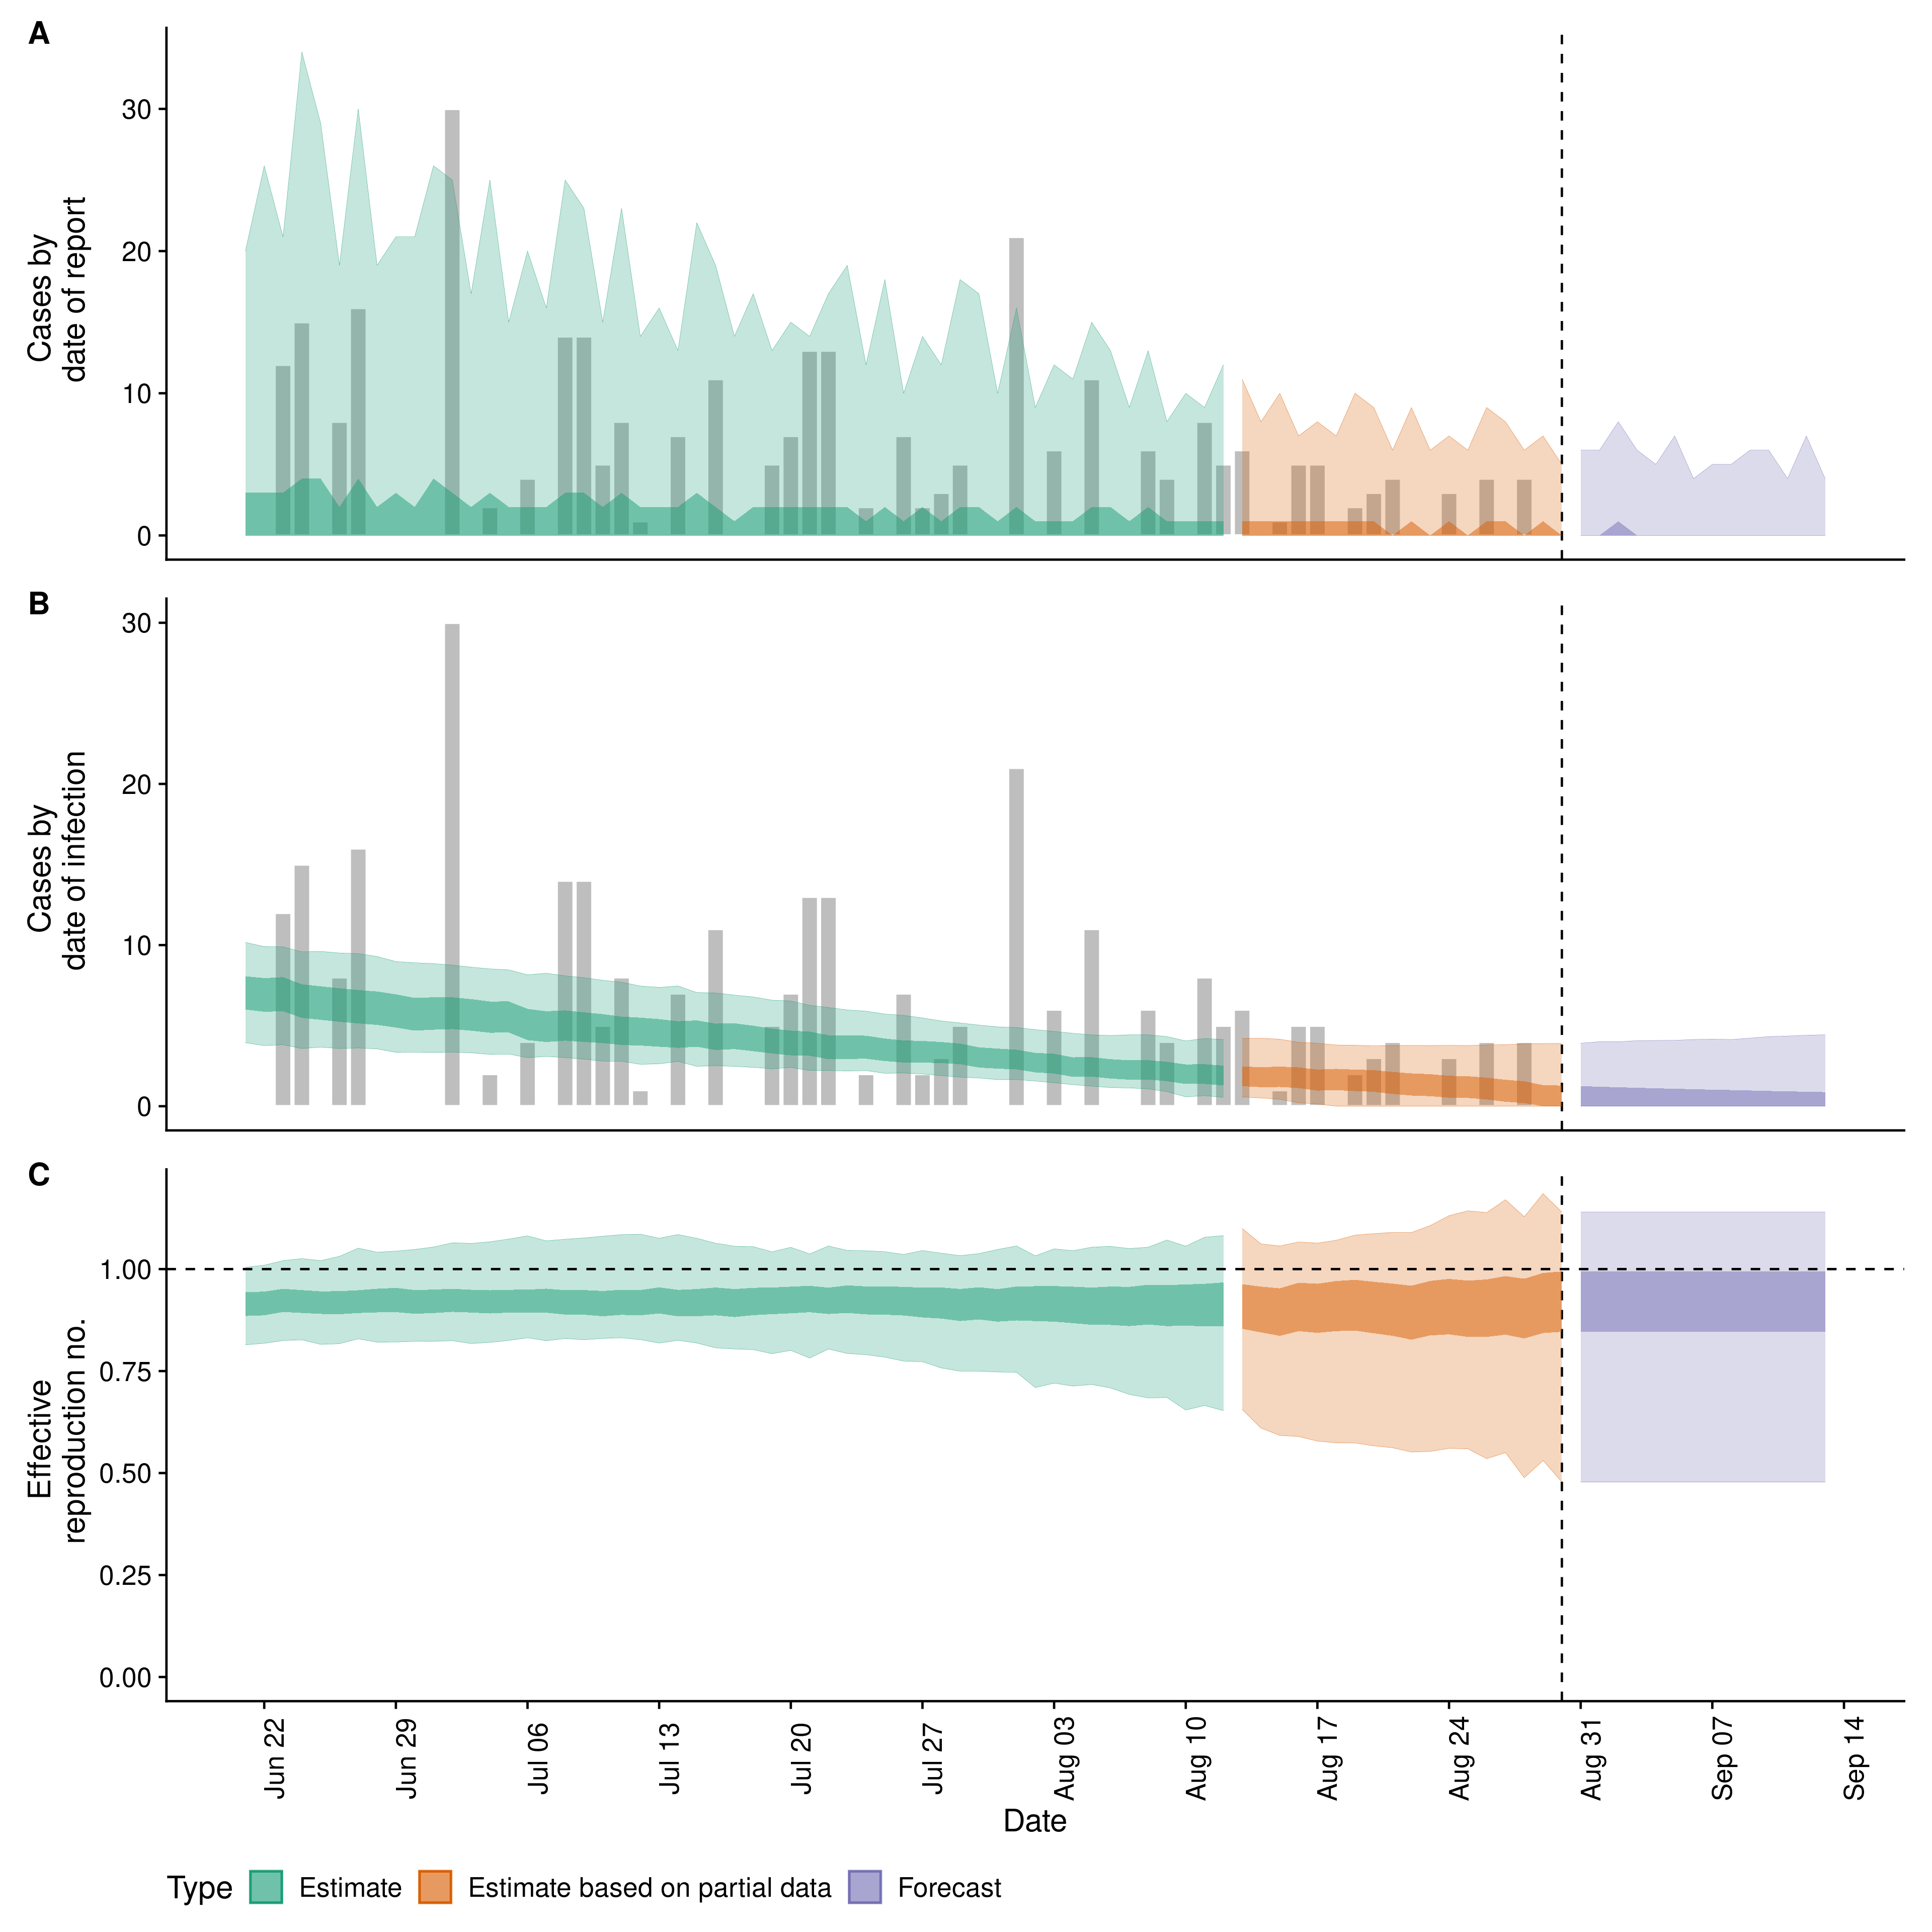 A
Cases by
date of report
30
20
10
0
B
Cases by
date of infection
30
20
10
0
C
Effective
reproduction no.
1.00
0.75
0.50
0.25
0.00
Jun 22
Jun 29
Jul 06
Jul 13
Jul 20
Jul 27
Aug 03
Aug 10
Aug 17
Aug 24
Aug 31
Sep 07
Sep 14
Date
Type Estimate Estimate based on partial data Forecast